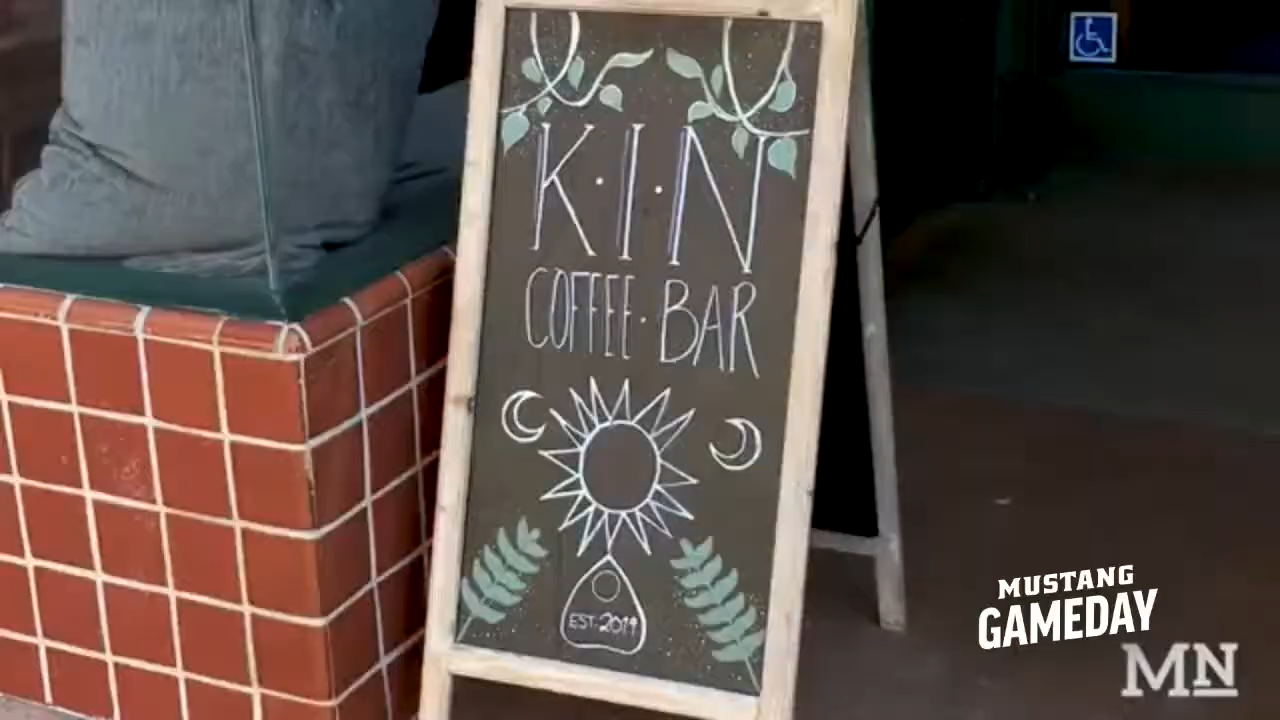 K·I·N
COFFEE·BAR
EST·2019
MUSTANG
GAMEDAY
MN